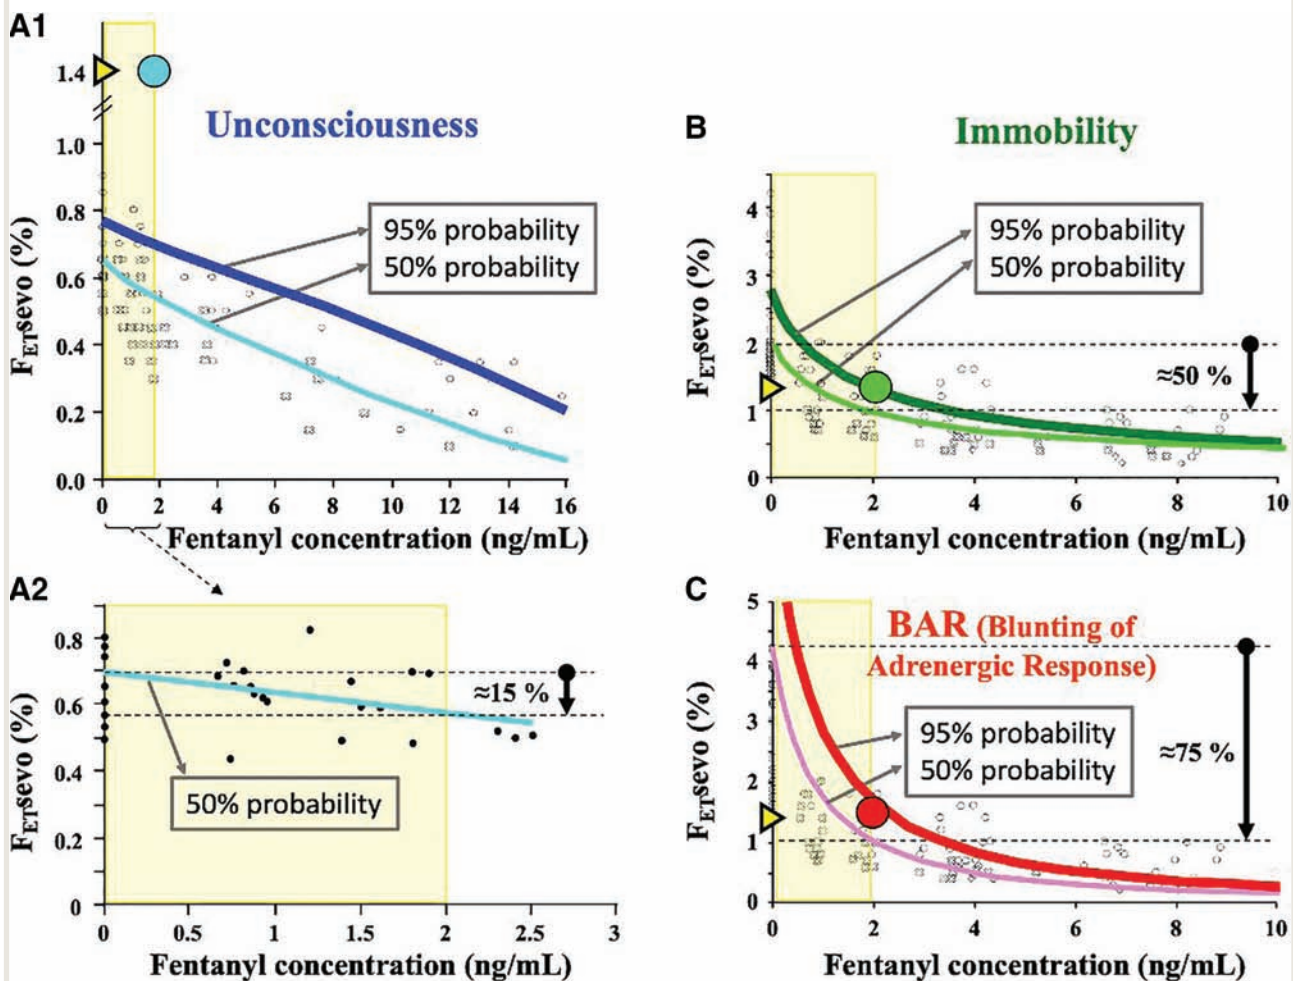 A1
1.4
Unconsciousness
1.0
0.8
0.6
0.4
0.2
0.0
F_ETsevo (%)
95% probability
50% probability
0 2 4 6 8 10 12 14 16
Fentanyl concentration (ng/mL)
B
Immobility
4
3
2
1
0
F_ETsevo (%)
95% probability
50% probability
≈50 %
0 2 4 6 8 10
Fentanyl concentration (ng/mL)
A2
0.8
0.6
0.4
0.2
0
F_ETsevo (%)
≈15 %
50% probability
0 0.5 1 1.5 2 2.5 3
Fentanyl concentration (ng/mL)
C
5
4
3
2
1
0
F_ETsevo (%)
BAR (Blunting of
Adrenergic Response)
95% probability
50% probability
≈75 %
0 2 4 6 8 10
Fentanyl concentration (ng/mL)